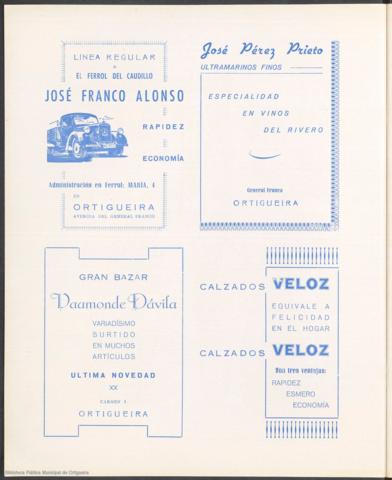 LINEA REGULAR
a
EL FERROL DEL CAUDILLO
JOSÉ FRANCO ALONSO
RAPIDEZ
ECONOMÍA
Administración en Ferrol: MARIA, 4
EN
ORTIGUEIRA
AVENIDA DEL GENERAL FRANCO
José Pérez Prieto
ULTRAMARINOS FINOS
ESPECIALIDAD
EN VINOS
DEL RIVERO
General Franco
ORTIGUEIRA
GRAN BAZAR
Vaamonde Dávila
VARIADÍSIMO
SURTIDO
EN MUCHOS
ARTÍCULOS
ULTIMA NOVEDAD
XX
ORTIGUEIRA
CALZADOS VELOZ
EQUIVALE A
FELICIDAD
EN EL HOGAR
CALZADOS VELOZ
Sus tres ventajas:
RAPIDEZ
ESMERO
ECONOMÍA
Biblioteca Pública Municipal de Ortigueira